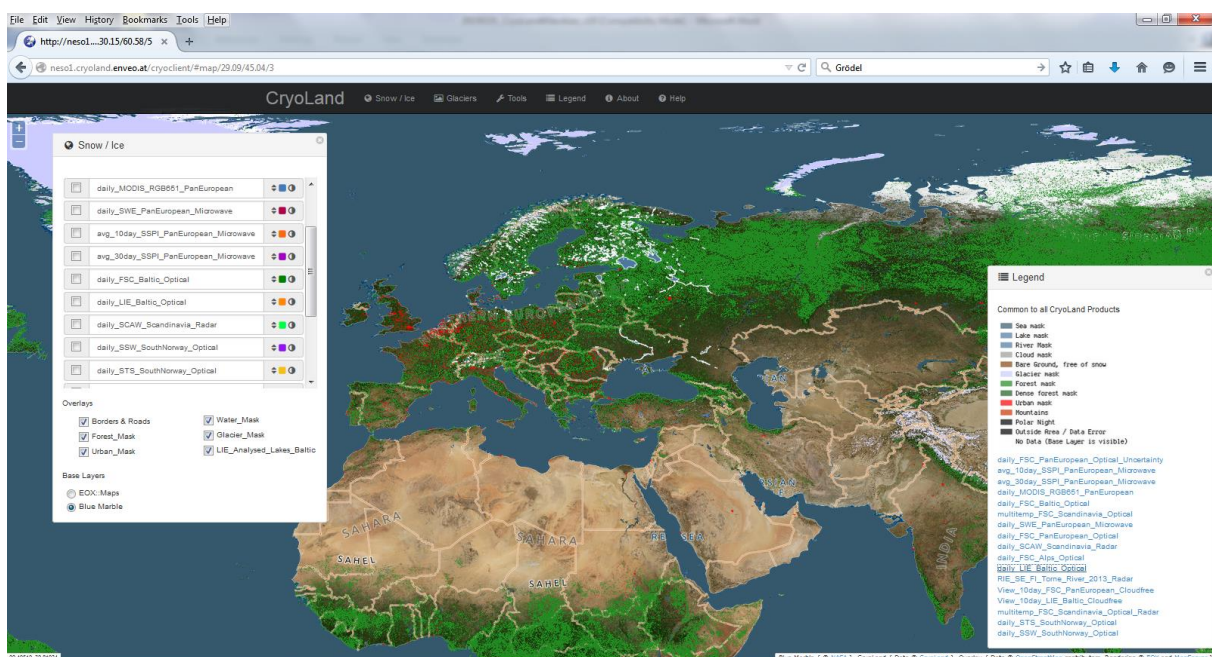 File Edit View History Bookmarks Tools Help
http://neso1....30.15/60.58/5 × +
neso1.cryoland.enveo.at/cryoclient/#map/29.09/45.04/3
Grödel
CryoLand Snow / Ice Glaciers Tools Legend About Help
+
−
Snow / Ice
daily_MODIS_RGB651_PanEuropean
daily_SWE_PanEuropean_Microwave
avg_10day_SSPI_PanEuropean_Microwave
avg_30day_SSPI_PanEuropean_Microwave
daily_FSC_Baltic_Optical
daily_LIE_Baltic_Optical
daily_SCAW_Scandinavia_Radar
daily_SSW_SouthNorway_Optical
daily_STS_SouthNorway_Optical
Overlays
Borders & Roads
Water_Mask
Forest_Mask
Glacier_Mask
Urban_Mask
LIE_Analysed_Lakes_Baltic
Base Layers
EOX::Maps
Blue Marble
EUROPE
SAHARA
SAHARA
SAHEL
SAHEL
SAHEL
RED SEA
INDIA
Legend
Common to all CryoLand Products
Sea mask
Lake mask
River Mask
Cloud mask
Bare Ground, free of snow
Glacier mask
Forest mask
Dense forest mask
Urban mask
Mountains
Polar Night
Outside Area / Data Error
No Data (Base Layer is visible)
daily_FSC_PanEuropean_Optical_Uncertainty
avg_10day_SSPI_PanEuropean_Microwave
avg_30day_SSPI_PanEuropean_Microwave
daily_MODIS_RGB651_PanEuropean
daily_FSC_Baltic_Optical
multitemp_FSC_Scandinavia_Optical
daily_SWE_PanEuropean_Microwave
daily_FSC_PanEuropean_Optical
daily_SCAW_Scandinavia_Radar
daily_FSC_Alps_Optical
daily_LIE_Baltic_Optical
RIE_SE_FI_Torne_River_2013_Radar
View_10day_FSC_PanEuropean_Cloudfree
View_10day_LIE_Baltic_Cloudfree
multitemp_FSC_Scandinavia_Optical_Radar
daily_STS_SouthNorway_Optical
daily_SSW_SouthNorway_Optical